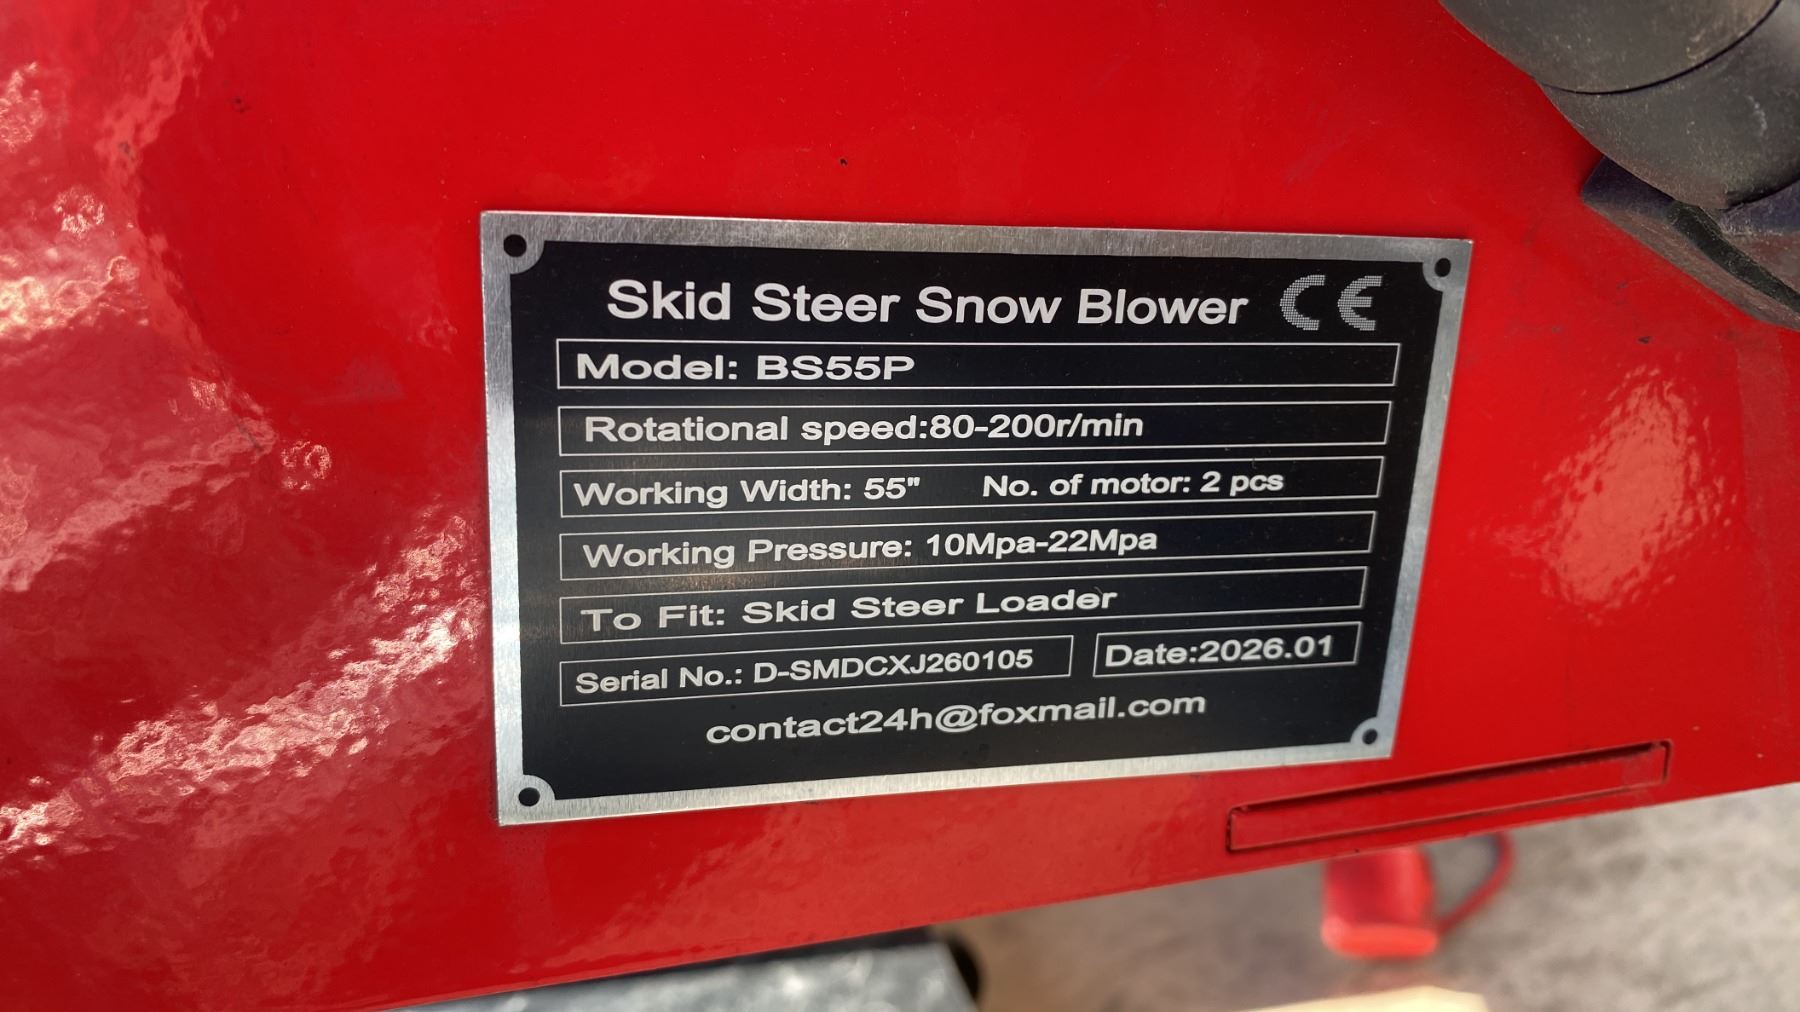 Skid Steer Snow Blower CE
Model: BS55P
Rotational speed:80-200r/min
Working Width: 55" No. of motor: 2 pcs
Working Pressure: 10Mpa-22Mpa
To Fit: Skid Steer Loader
Serial No.: D-SMDCXJ260105 Date:2026.01
contact24h@foxmail.com